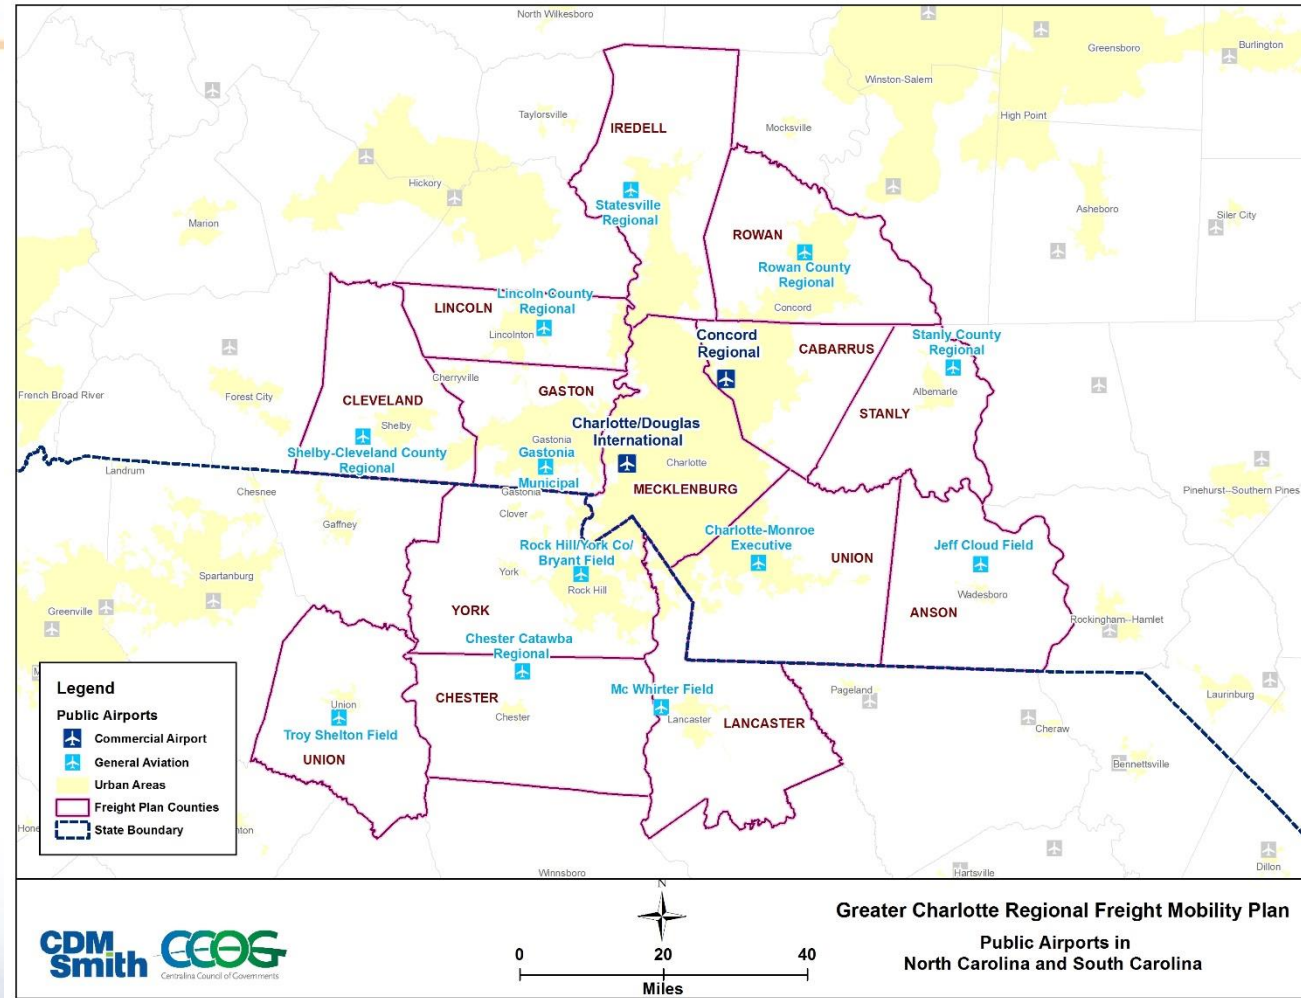 North Wilkesboro
Greensboro
Burlington
Winston-Salem
High Point
Taylorsville
IREDELL
Mocksville
Hickory
Statesville
Regional
Marion
Asheboro
Siler City
ROWAN
Rowan County
Regional
Concord
LINCOLN
Lincoln County
Regional
Lincolnton
Concord
Regional
CABARRUS
Stanly County
Regional
Albemarle
STANLY
French Broad River
Forest City
Cherryville
CLEVELAND
Shelby
Shelby-Cleveland County
Regional
GASTON
Gastonia
Gastonia
Municipal
Gastonia
Charlotte/Douglas
International
Charlotte
MECKLENBURG
Landrum
Chesnee
Gaffney
Clover
Pinehurst--Southern Pines
Rock Hill/York Co/
Bryant Field
York
Rock Hill
Charlotte-Monroe
Executive
UNION
Jeff Cloud Field
Wadesboro
ANSON
Rockingham--Hamlet
Spartanburg
Greenville
YORK
Chester Catawba
Regional
CHESTER
Chester
Mc Whirter Field
Lancaster
LANCASTER
Pageland
Cheraw
Laurinburg
Bennettsville
Union
Troy Shelton Field
UNION
Winnsboro
Hartsville
Dillon
Legend
Public Airports
Commercial Airport
General Aviation
Urban Areas
Freight Plan Counties
State Boundary
CDM
Smith
CCOG
Centralina Council of Governments
N
0 20 40
Miles
Greater Charlotte Regional Freight Mobility Plan
Public Airports in
North Carolina and South Carolina